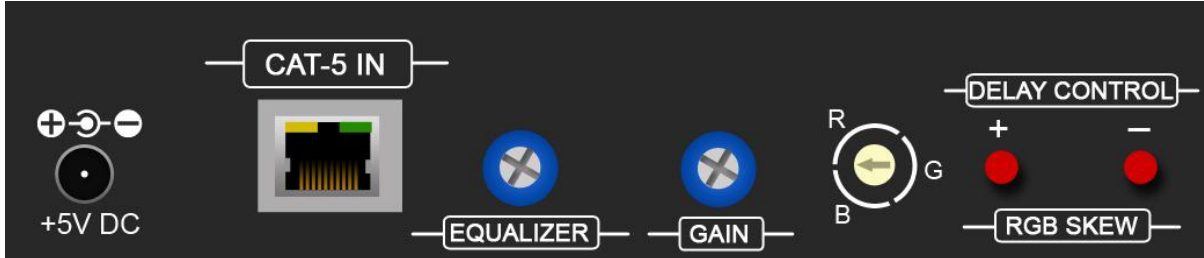 CAT-5 IN
+5V DC
EQUALIZER
GAIN
R
G
B
DELAY CONTROL
+ −
RGB SKEW